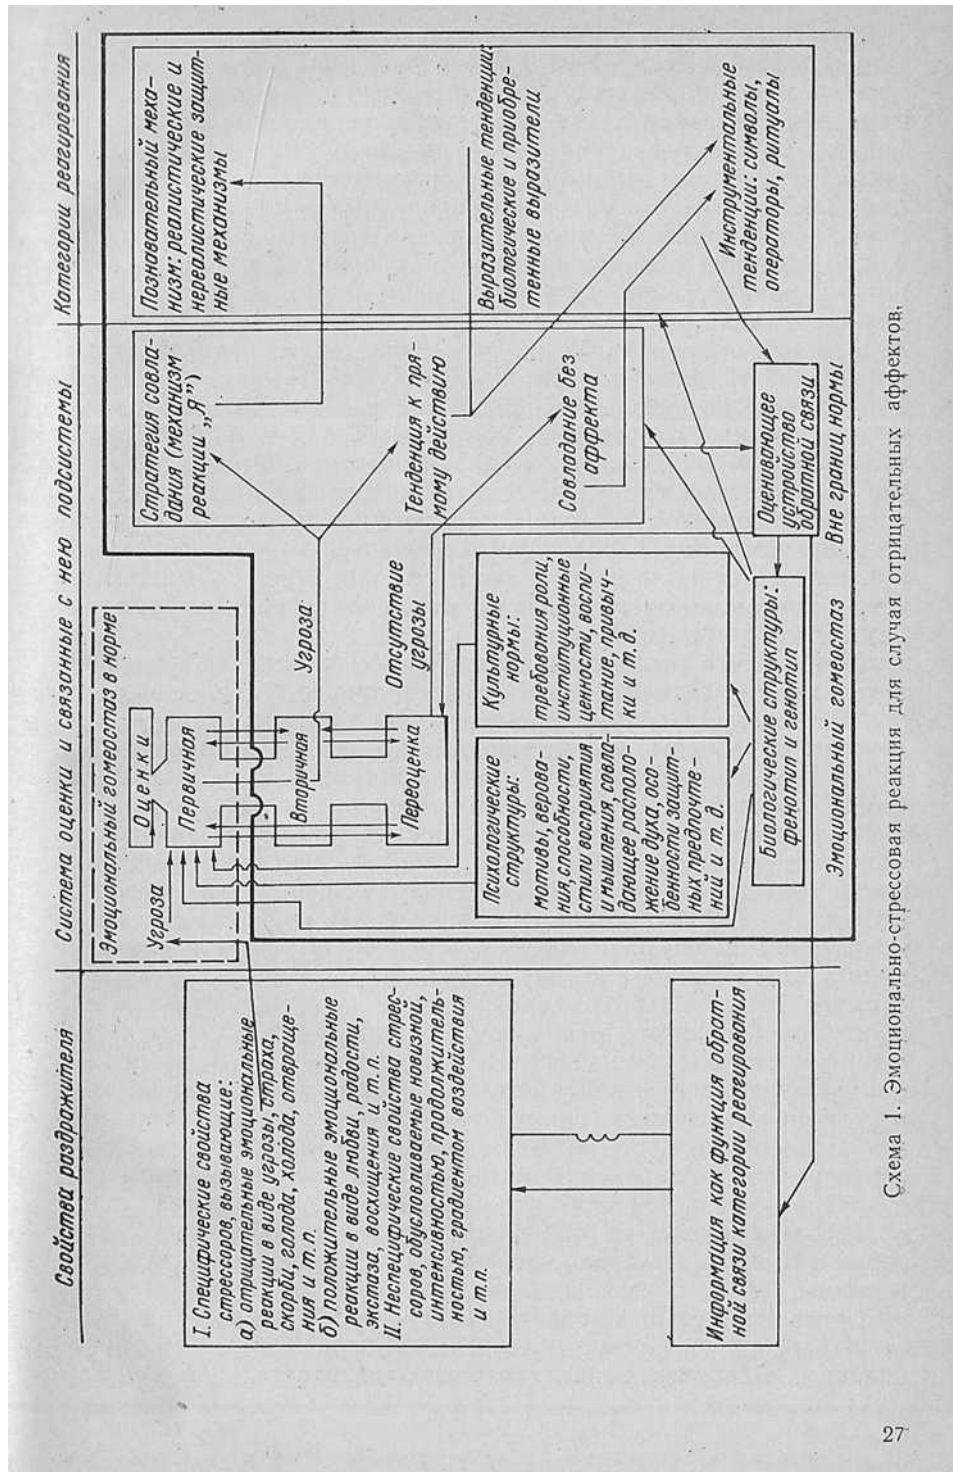 Свойства раздражителя
I. Специфические свойства
стрессоров, вызывающие:
а) отрицательные эмоциональные
реакции в виде угрозы, страха,
скорби, голода, холода, отвраще-
ния и т. п.
б) положительные эмоциональные
реакции в виде любви, радости,
экстаза, восхищения и т. п.
II. Неспецифические свойства стрес-
соров, обусловливаемые новизной,
интенсивностью, продолжитель-
ностью, градиентом воздействия
и т.п.
Информация как функция обрат-
ной связи категории реагирования
Система оценки и связанные с нею подсистемы
Эмоциональный гомеостаз в норме
Угроза
Оценки
Первичная
Вторичная
Переоценка
Угроза
Отсутствие
угрозы
Психологические
структуры:
мотивы, верова-
ния, способности,
стили восприятия
и мышления, совла-
дающее располо-
жение духа, осо-
бенности защит-
ных предпочте-
ний и т. д.
Культурные
нормы:
требования роли,
институционные
ценности, воспи-
тание, привыч-
ки и т. д.
Биологические структуры:
фенотип и генотип
Эмоциональный гомеостаз
Стратегия совла-
дания (механизм
реакции „Я”)
Тенденция к пря-
мому действию
Совладание без
аффекта
Оценивающее
устройство
обратной связи
Вне границ нормы
Категории реагирования
Познавательный меха-
низм: реалистические и
нереалистические защит-
ные механизмы
Выразительные тенденции:
биологические и приобре-
тенные выразители
Инструментальные
тенденции: символы,
операторы, ритуалы
Схема 1. Эмоционально-стрессовая реакция для случая отрицательных аффектов.
27